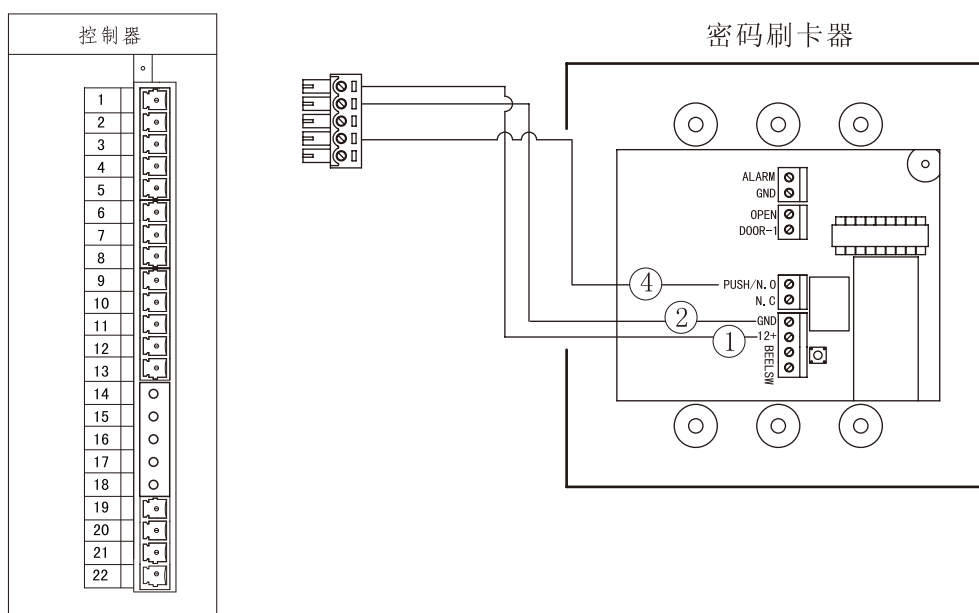 控制器
1
2
3
4
5
6
7
8
9
10
11
12
13
14
15
16
17
18
19
20
21
22
密码刷卡器
ALARM
GND
OPEN
DOOR-1
④ PUSH/N.O
N.C
② GND
① 12+
BEELSW